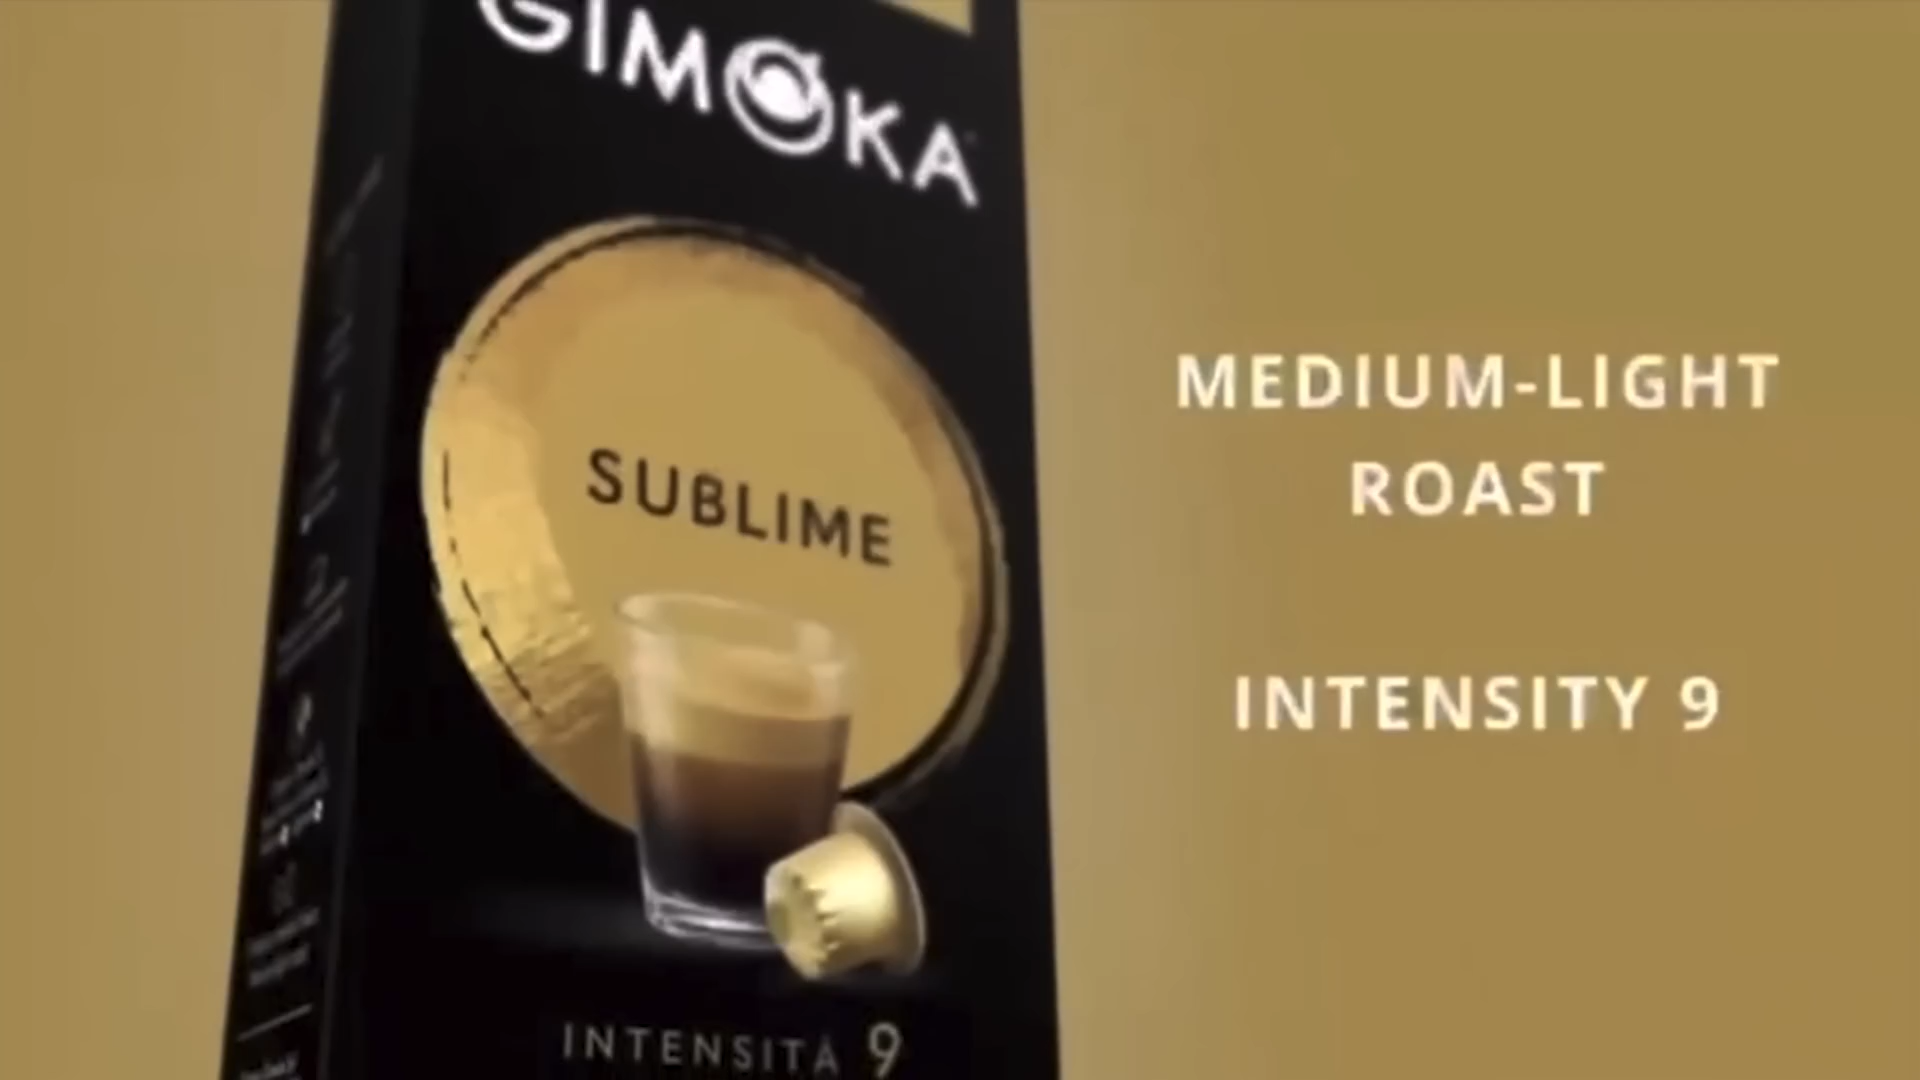 GIMOKA
SUBLIME
INTENSITÀ 9
MEDIUM-LIGHT
ROAST
INTENSITY 9